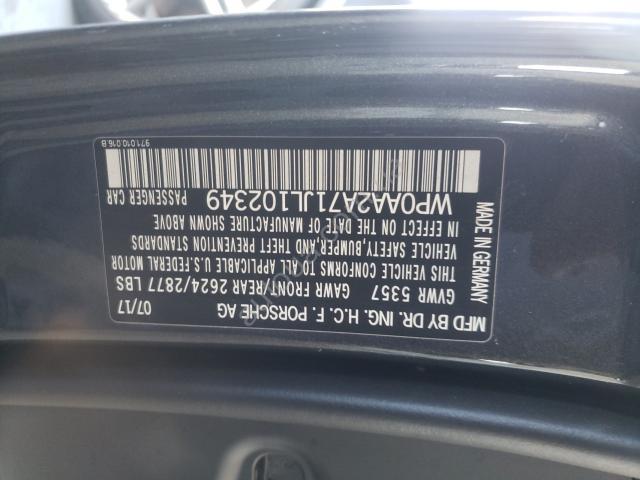 MFD BY DR. ING. H.C. F. PORSCHE AG
07/17
GVWR 5357
GAWR FRONT/REAR 2624/2877 LBS
THIS VEHICLE CONFORMS TO ALL APPLICABLE U.S.FEDERAL MOTOR
VEHICLE SAFETY,BUMPER,AND THEFT PREVENTION STANDARDS
IN EFFECT ON THE DATE OF MANUFACTURE SHOWN ABOVE
WP0AA2A71JL102349
PASSENGER CAR
MADE IN GERMANY
971.010.016.B